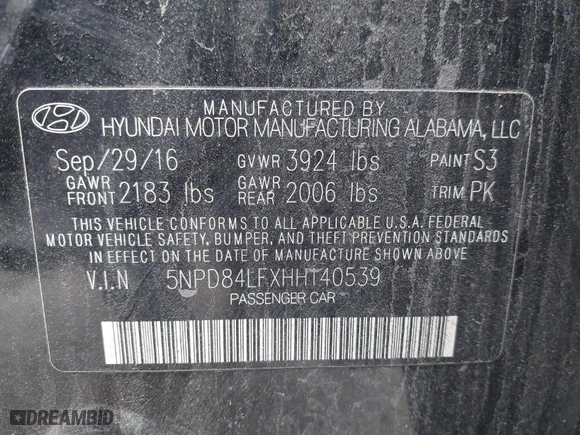 MANUFACTURED BY
HYUNDAI MOTOR MANUFACTURING ALABAMA, LLC
Sep/29/16 GVWR 3924 lbs PAINT S3
GAWR FRONT 2183 lbs GAWR REAR 2006 lbs TRIM PK
THIS VEHICLE CONFORMS TO ALL APPLICABLE U.S.A. FEDERAL
MOTOR VEHICLE SAFETY, BUMPER, AND THEFT PREVENTION STANDARDS
IN EFFECT ON THE DATE OF MANUFACTURE SHOWN ABOVE
V.I.N 5NPD84LFXHHT40539
PASSENGER CAR
DREAMBID